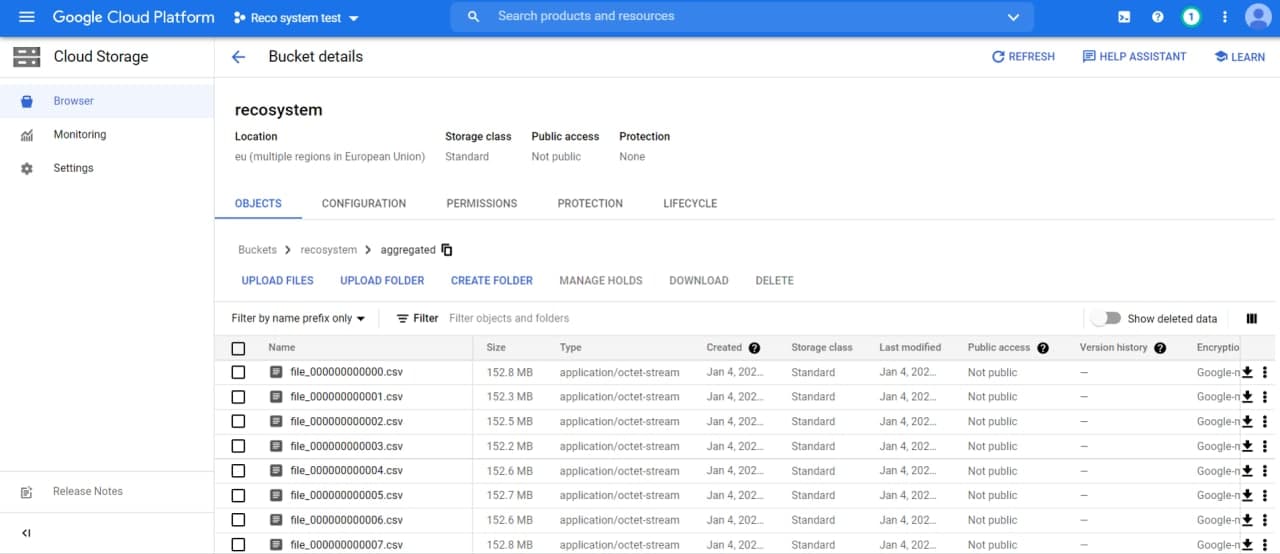 Google Cloud Platform Reco system test Search products and resources 1
Cloud Storage Bucket details REFRESH HELP ASSISTANT LEARN
Browser
Monitoring
Settings
recosystem
Location Storage class Public access Protection
eu (multiple regions in European Union) Standard Not public None
OBJECTS CONFIGURATION PERMISSIONS PROTECTION LIFECYCLE
Buckets > recosystem > aggregated
UPLOAD FILES UPLOAD FOLDER CREATE FOLDER MANAGE HOLDS DOWNLOAD DELETE
Filter by name prefix only Filter Filter objects and folders Show deleted data
Name Size Type Created Storage class Last modified Public access Version history Encryptio
file_000000000000.csv 152.8 MB application/octet-stream Jan 4, 202... Standard Jan 4, 202... Not public — Google-m
file_000000000001.csv 152.3 MB application/octet-stream Jan 4, 202... Standard Jan 4, 202... Not public — Google-m
file_000000000002.csv 152.5 MB application/octet-stream Jan 4, 202... Standard Jan 4, 202... Not public — Google-m
file_000000000003.csv 152.2 MB application/octet-stream Jan 4, 202... Standard Jan 4, 202... Not public — Google-m
file_000000000004.csv 152.6 MB application/octet-stream Jan 4, 202... Standard Jan 4, 202... Not public — Google-m
file_000000000005.csv 152.7 MB application/octet-stream Jan 4, 202... Standard Jan 4, 202... Not public — Google-m
file_000000000006.csv 152.6 MB application/octet-stream Jan 4, 202... Standard Jan 4, 202... Not public — Google-m
file_000000000007.csv 152.8 MB application/octet-stream Jan 4, 202... Standard Jan 4, 202... Not public — Google-m
Release Notes